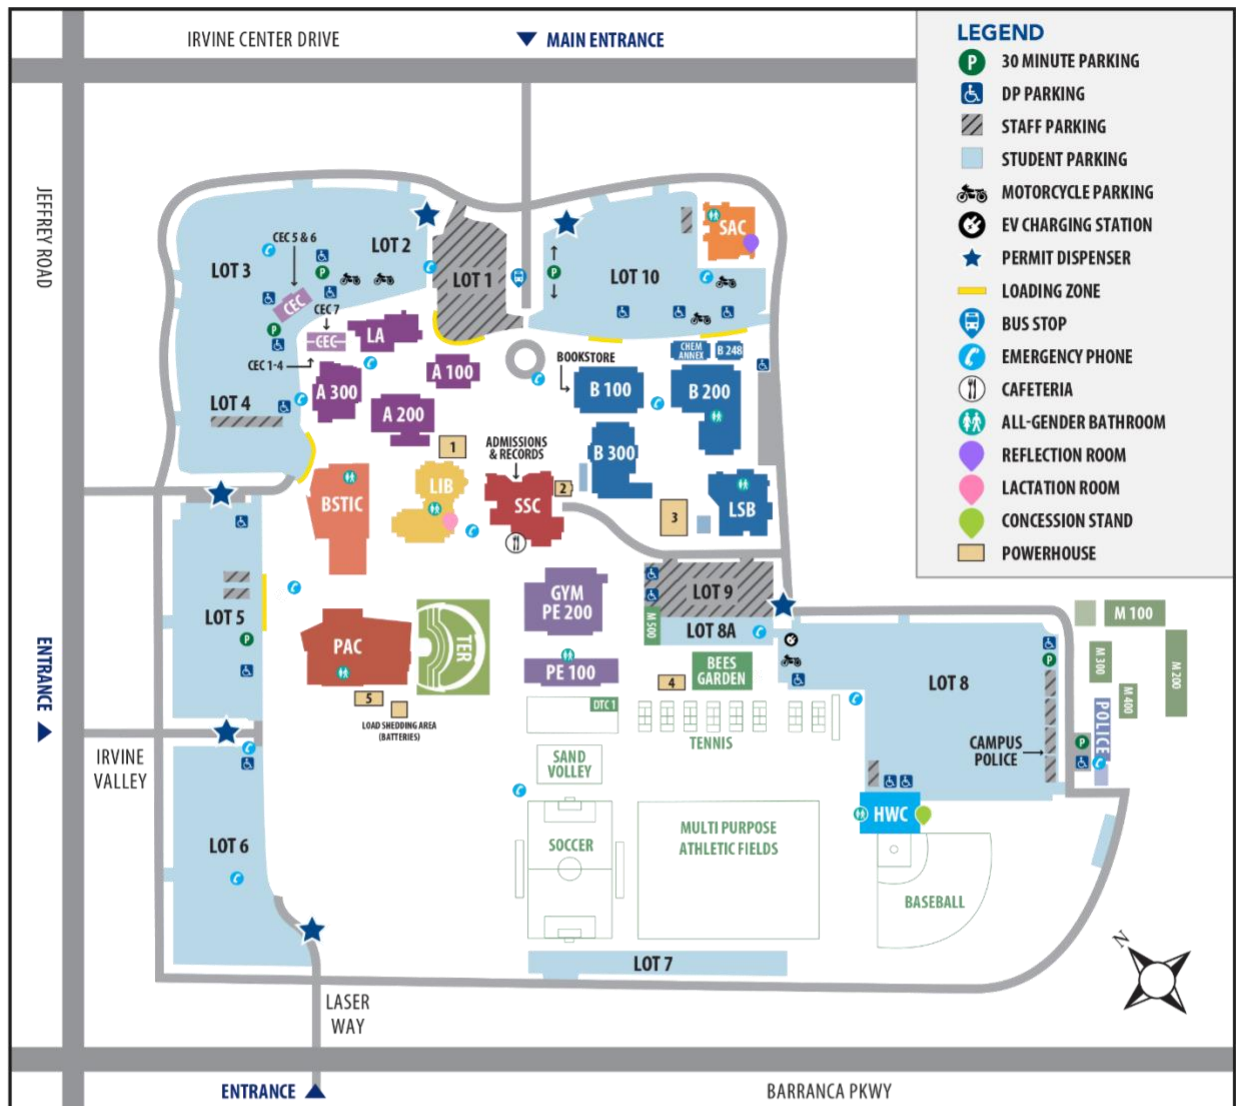 IRVINE CENTER DRIVE
MAIN ENTRANCE
LEGEND
P
30 MINUTE PARKING
DP PARKING
STAFF PARKING
STUDENT PARKING
MOTORCYCLE PARKING
EV CHARGING STATION
PERMIT DISPENSER
LOADING ZONE
BUS STOP
EMERGENCY PHONE
CAFETERIA
ALL-GENDER BATHROOM
REFLECTION ROOM
LACTATION ROOM
CONCESSION STAND
POWERHOUSE
JEFFREY ROAD
CEC 5 & 6
LOT 2
LOT 3
P
CEC
CEC 7
P
CEC
CEC 1-4
LOT 4
LOT 1
P
LOT 10
SAC
LA
A 100
A 300
A 200
BOOKSTORE
B 100
CHEM
ANNEX
B 248
B 200
B 300
1
ADMISSIONS
& RECORDS
LIB
SSC
2
BSTIC
3
LSB
LOT 5
P
PAC
TER
5
LOAD SHEDDING AREA
(BATTERIES)
GYM
PE 200
PE 100
LOT 9
M 500
LOT 8A
BEES
GARDEN
4
DTC 1
TENNIS
SAND
VOLLEY
LOT 8
P
M 100
M 300
M 200
M 400
POLICE
P
CAMPUS
POLICE
HWC
ENTRANCE
IRVINE
VALLEY
LOT 6
SOCCER
MULTI PURPOSE
ATHLETIC FIELDS
BASEBALL
LOT 7
N
LASER
WAY
ENTRANCE
BARRANCA PKWY